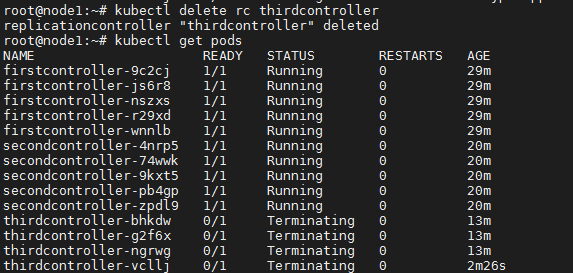 root@node1:~# kubectl delete rc thirdcontroller
replicationcontroller "thirdcontroller" deleted
root@node1:~# kubectl get pods
NAME READY STATUS RESTARTS AGE
firstcontroller-9c2cj 1/1 Running 0 29m
firstcontroller-js6r8 1/1 Running 0 29m
firstcontroller-nszxs 1/1 Running 0 29m
firstcontroller-r29xd 1/1 Running 0 29m
firstcontroller-wnnlb 1/1 Running 0 29m
secondcontroller-4nrp5 1/1 Running 0 20m
secondcontroller-74wwk 1/1 Running 0 20m
secondcontroller-9kxt5 1/1 Running 0 20m
secondcontroller-pb4gp 1/1 Running 0 20m
secondcontroller-zpdl9 1/1 Running 0 20m
thirdcontroller-bhkdw 0/1 Terminating 0 13m
thirdcontroller-g2f6x 0/1 Terminating 0 13m
thirdcontroller-ngrwg 0/1 Terminating 0 13m
thirdcontroller-vcllj 0/1 Terminating 0 2m26s